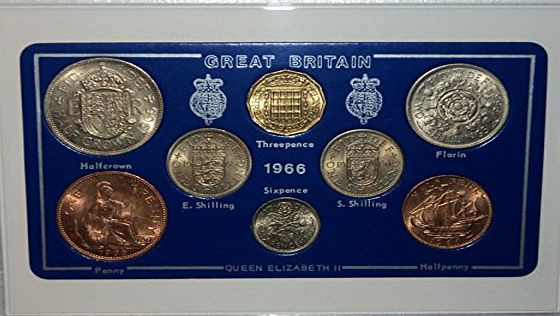 GREAT BRITAIN
Halfcrown
Threepence
Florin
1966
E. Shilling
Sixpence
S. Shilling
Penny
QUEEN ELIZABETH II
Halfpenny